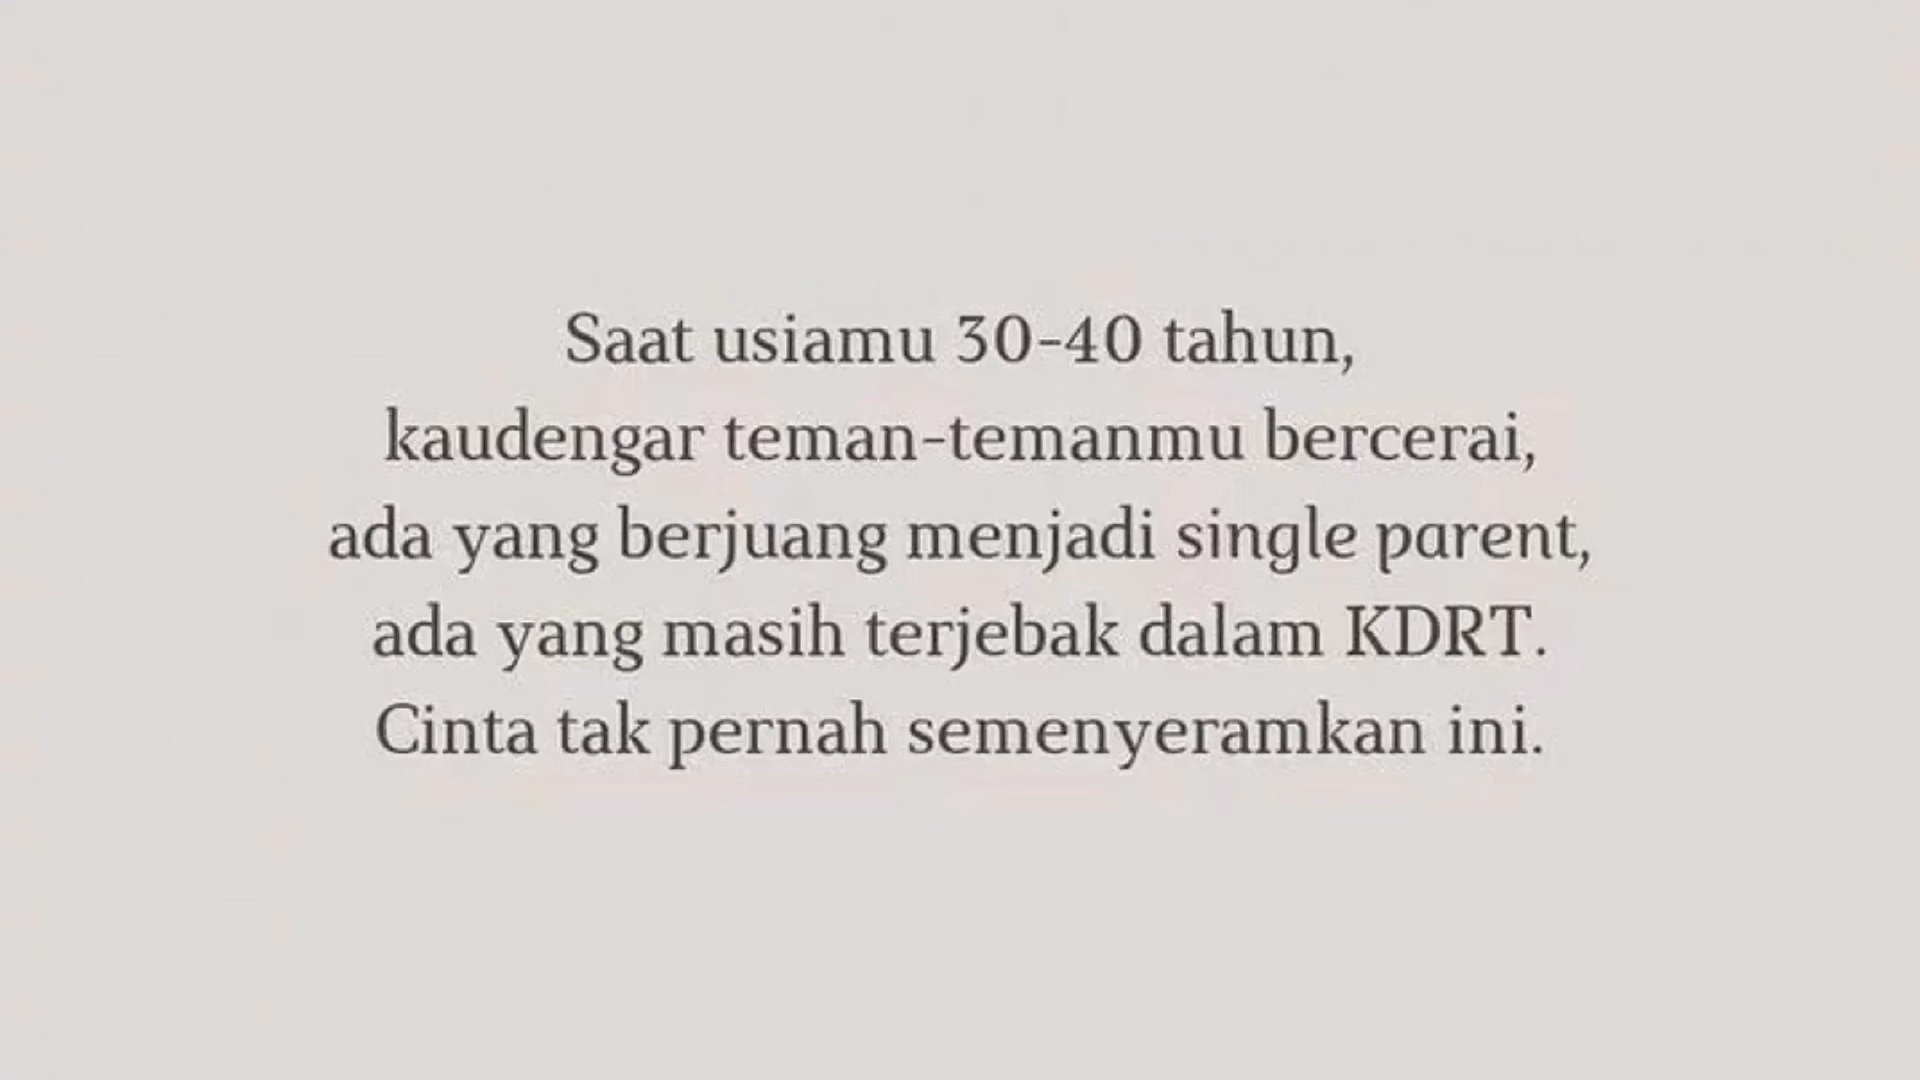 Saat usiamu 30-40 tahun,
kaudengar teman-temanmu bercerai,
ada yang berjuang menjadi single parent,
ada yang masih terjebak dalam KDRT.
Cinta tak pernah semenyeramkan ini.